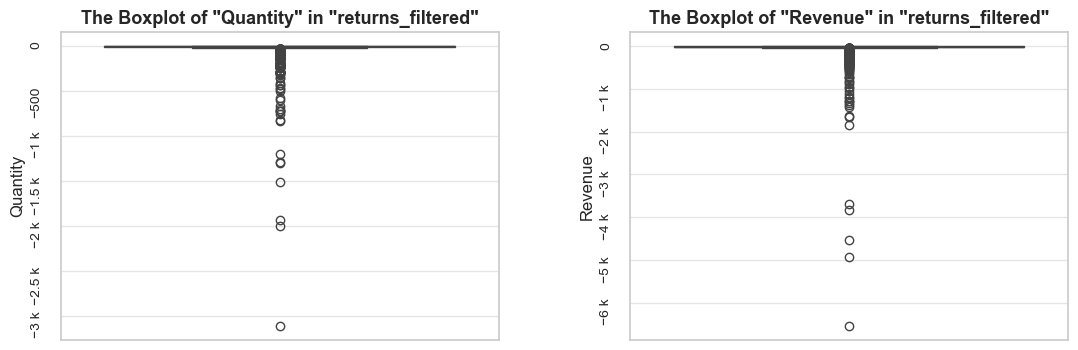 The Boxplot of "Quantity" in "returns_filtered"
Quantity
0
−500
−1 k
−1.5 k
−2 k
−2.5 k
−3 k
The Boxplot of "Revenue" in "returns_filtered"
Revenue
0
−1 k
−2 k
−3 k
−4 k
−5 k
−6 k